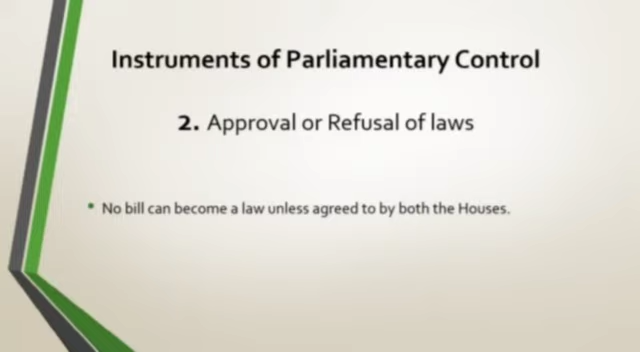 Instruments of Parliamentary Control
2. Approval or Refusal of laws
• No bill can become a law unless agreed to by both the Houses.